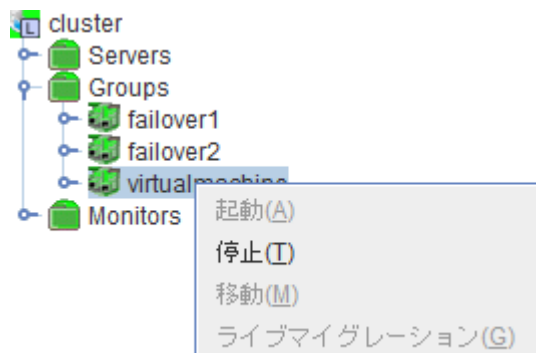 cluster
Servers
Groups
failover1
failover2
virtualmachine
Monitors
起動(A)
停止(T)
移動(M)
ライブマイグレーション(G)